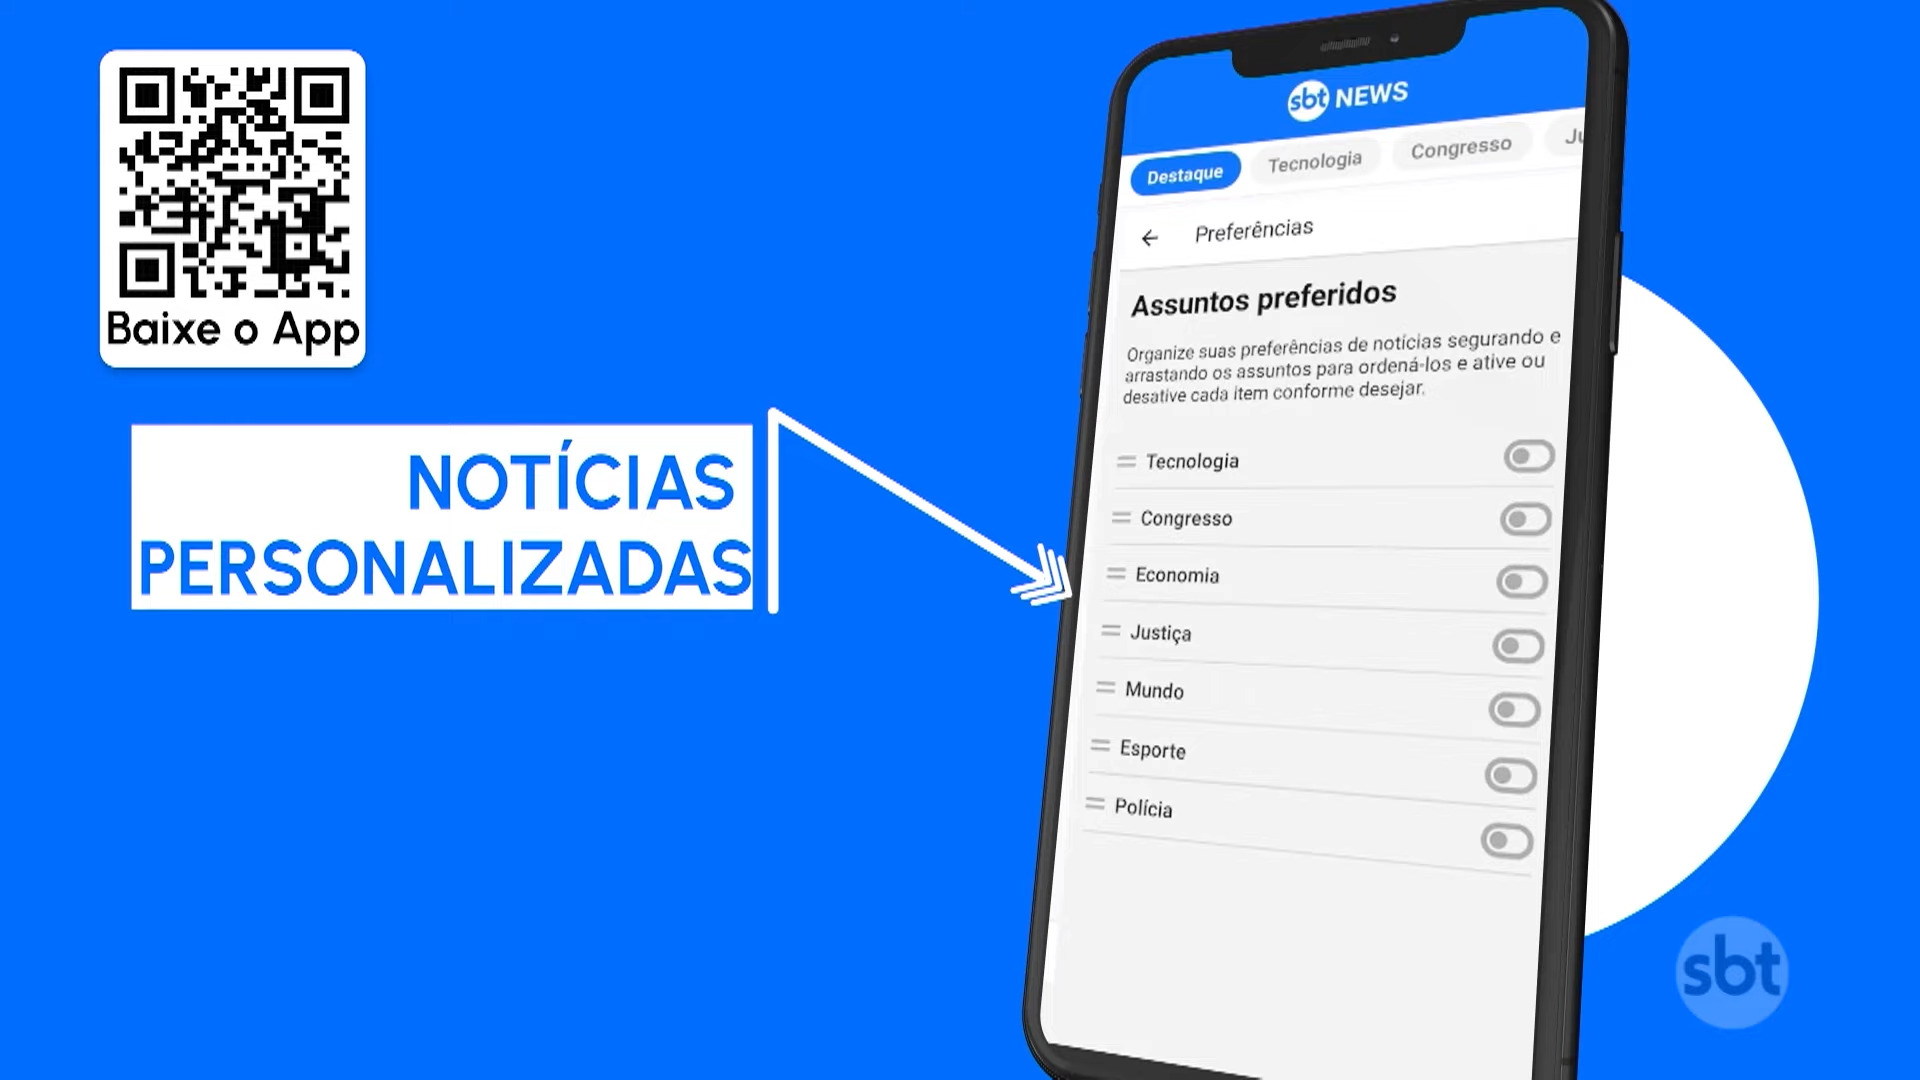 Baixe o App
NOTÍCIAS
PERSONALIZADAS
sbt NEWS
Destaque
Tecnologia
Congresso
Ju
Preferências
Assuntos preferidos
Organize suas preferências de notícias segurando e
arrastando os assuntos para ordená-los e ative ou
desative cada item conforme desejar.
Tecnologia
Congresso
Economia
Justiça
Mundo
Esporte
Polícia
sbt